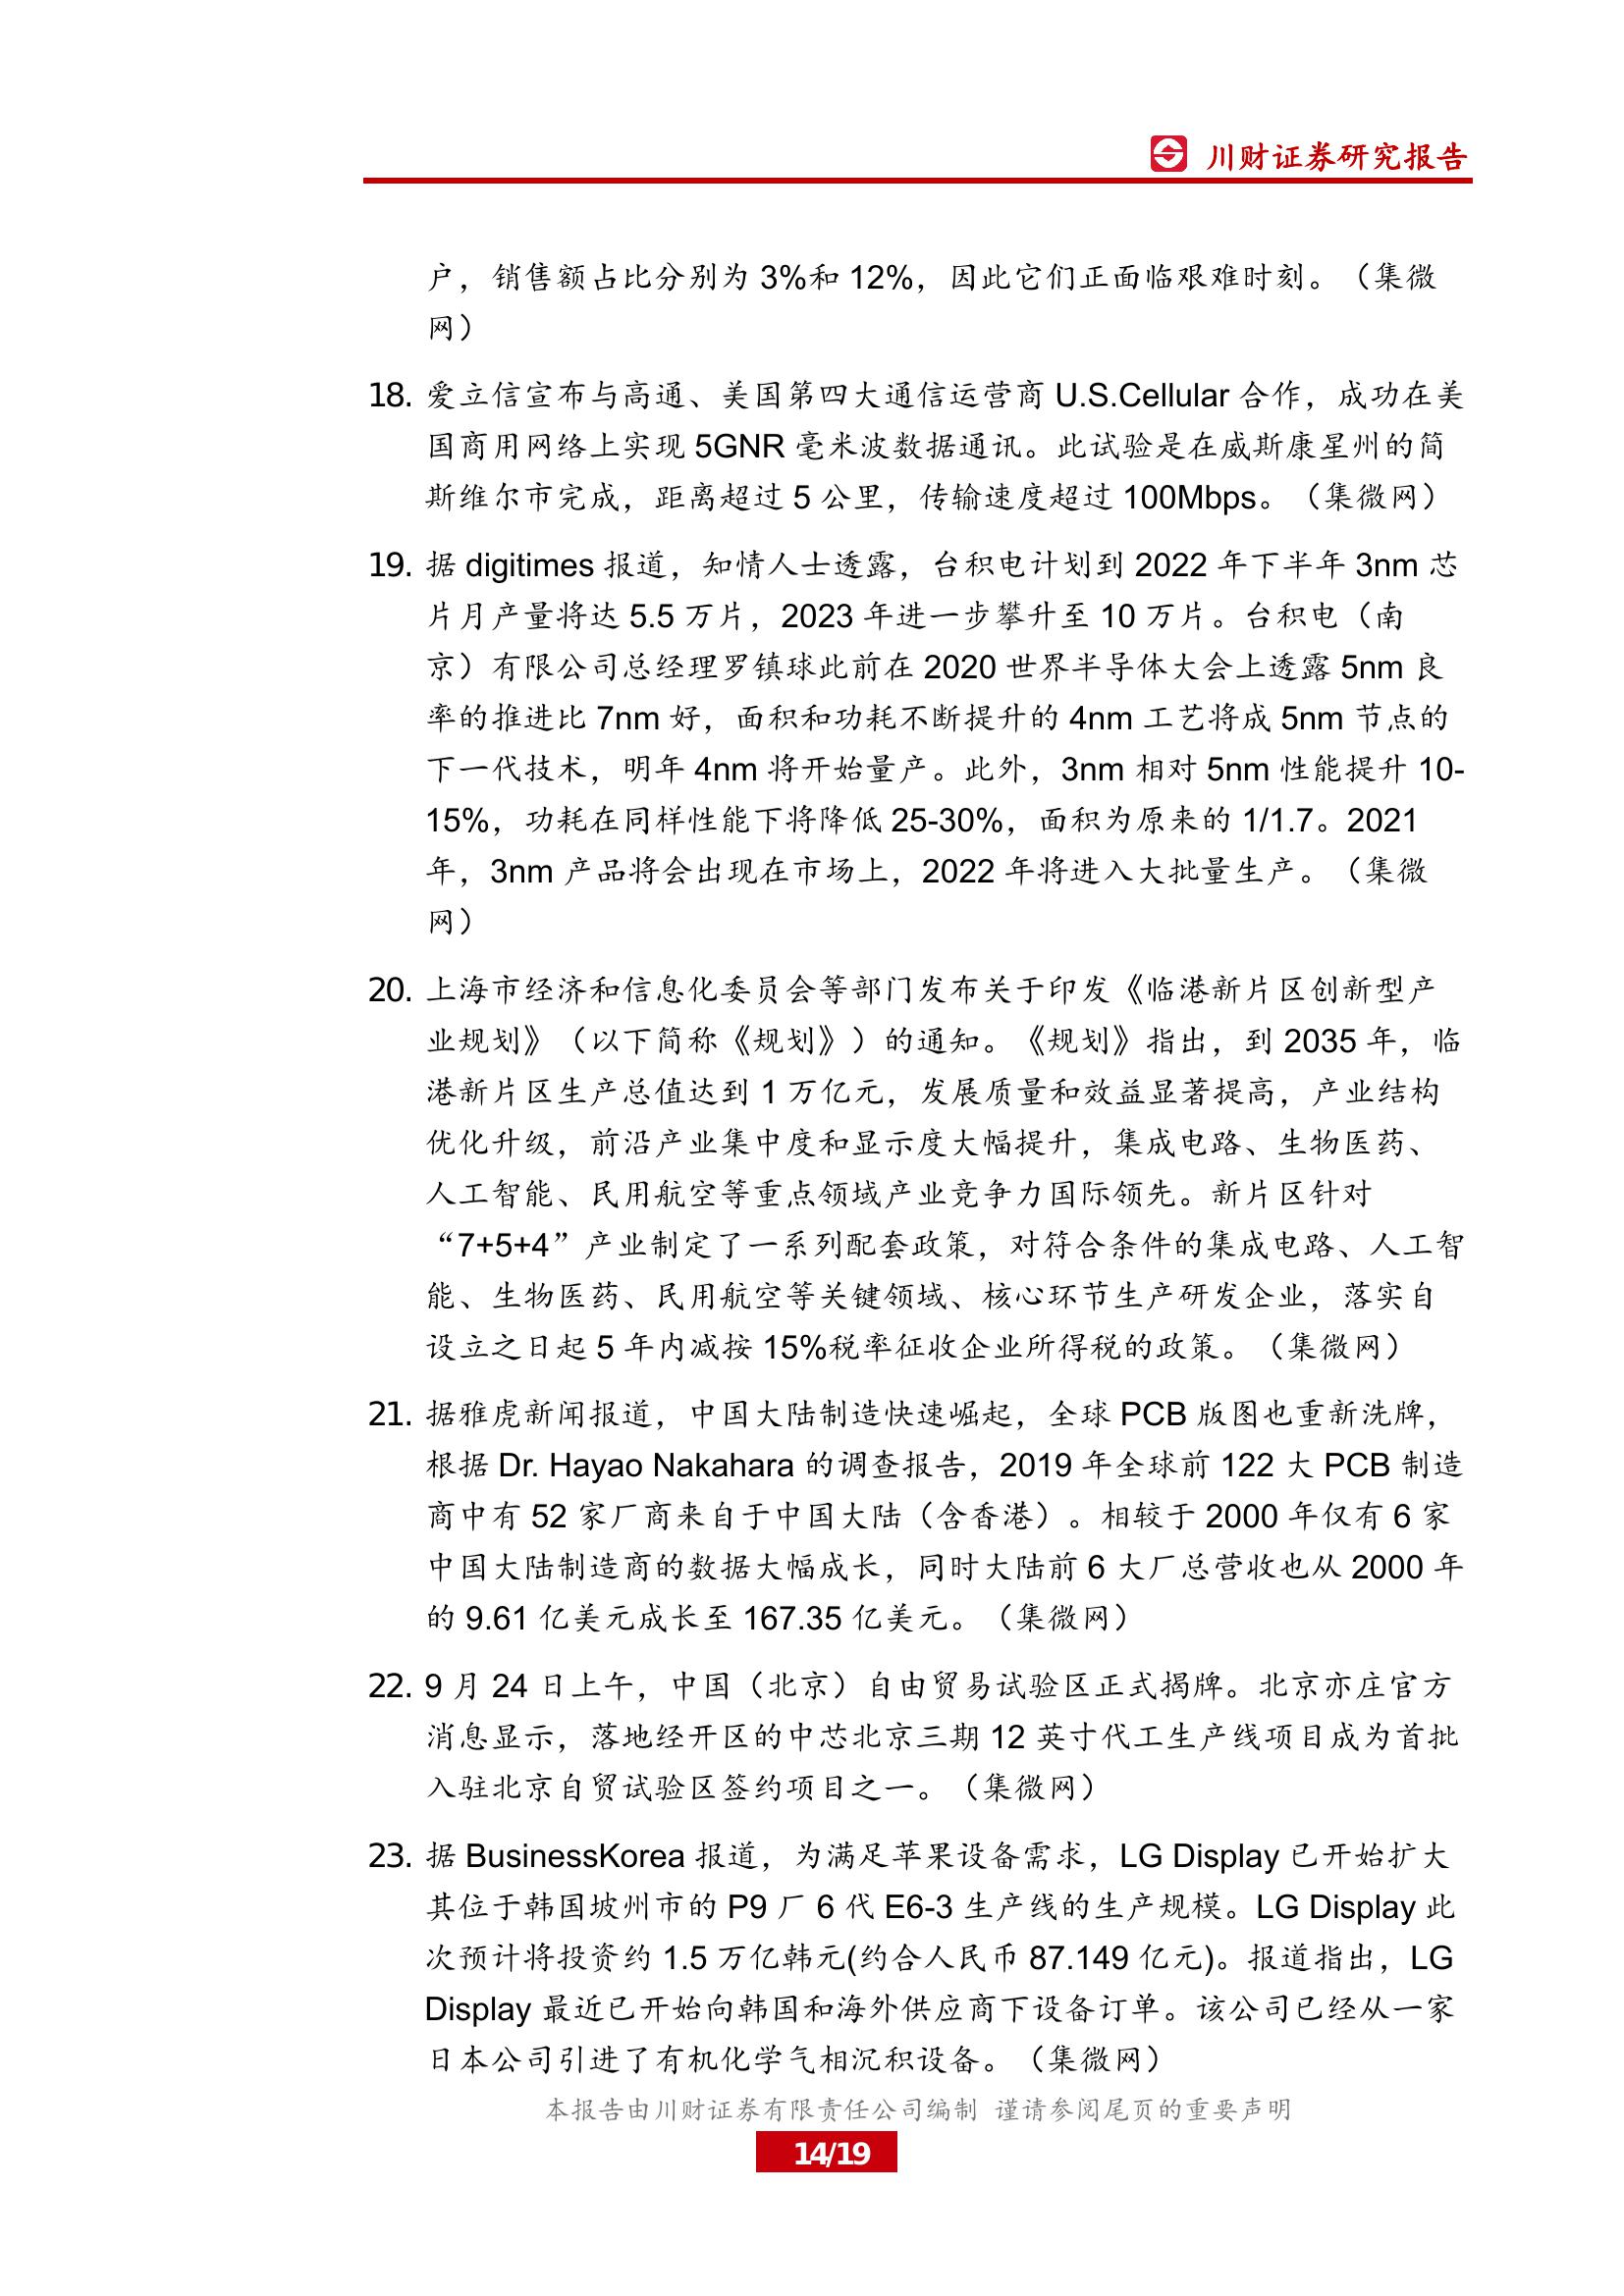 川财证券研究报告
户，销售额占比分别为 3%和 12%，因此它们正面临艰难时刻。（集微
网）
18. 爱立信宣布与高通、美国第四大通信运营商 U.S.Cellular 合作，成功在美
国商用网络上实现 5GNR 毫米波数据通讯。此试验是在威斯康星州的简
斯维尔市完成，距离超过 5 公里，传输速度超过 100Mbps。（集微网）
19. 据 digitimes 报道，知情人士透露，台积电计划到 2022 年下半年 3nm 芯
片月产量将达 5.5 万片，2023 年进一步攀升至 10 万片。台积电（南
京）有限公司总经理罗镇球此前在 2020 世界半导体大会上透露 5nm 良
率的推进比 7nm 好，面积和功耗不断提升的 4nm 工艺将成 5nm 节点的
下一代技术，明年 4nm 将开始量产。此外，3nm 相对 5nm 性能提升 10-
15%，功耗在同样性能下将降低 25-30%，面积为原来的 1/1.7。2021
年，3nm 产品将会出现在市场上，2022 年将进入大批量生产。（集微
网）
20. 上海市经济和信息化委员会等部门发布关于印发《临港新片区创新型产
业规划》（以下简称《规划》）的通知。《规划》指出，到 2035 年，临
港新片区生产总值达到 1 万亿元，发展质量和效益显著提高，产业结构
优化升级，前沿产业集中度和显示度大幅提升，集成电路、生物医药、
人工智能、民用航空等重点领域产业竞争力国际领先。新片区针对
“7+5+4”产业制定了一系列配套政策，对符合条件的集成电路、人工智
能、生物医药、民用航空等关键领域、核心环节生产研发企业，落实自
设立之日起 5 年内减按 15%税率征收企业所得税的政策。（集微网）
21. 据雅虎新闻报道，中国大陆制造快速崛起，全球 PCB 版图也重新洗牌，
根据 Dr. Hayao Nakahara 的调查报告，2019 年全球前 122 大 PCB 制造
商中有 52 家厂商来自于中国大陆（含香港）。相较于 2000 年仅有 6 家
中国大陆制造商的数据大幅成长，同时大陆前 6 大厂总营收也从 2000 年
的 9.61 亿美元成长至 167.35 亿美元。（集微网）
22. 9 月 24 日上午，中国（北京）自由贸易试验区正式揭牌。北京亦庄官方
消息显示，落地经开区的中芯北京三期 12 英寸代工生产线项目成为首批
入驻北京自贸试验区签约项目之一。（集微网）
23. 据 BusinessKorea 报道，为满足苹果设备需求，LG Display 已开始扩大
其位于韩国坡州市的 P9 厂 6 代 E6-3 生产线的生产规模。LG Display 此
次预计将投资约 1.5 万亿韩元(约合人民币 87.149 亿元)。报道指出，LG
Display 最近已开始向韩国和海外供应商下设备订单。该公司已经从一家
日本公司引进了有机化学气相沉积设备。（集微网）
本报告由川财证券有限责任公司编制 谨请参阅尾页的重要声明
14/19